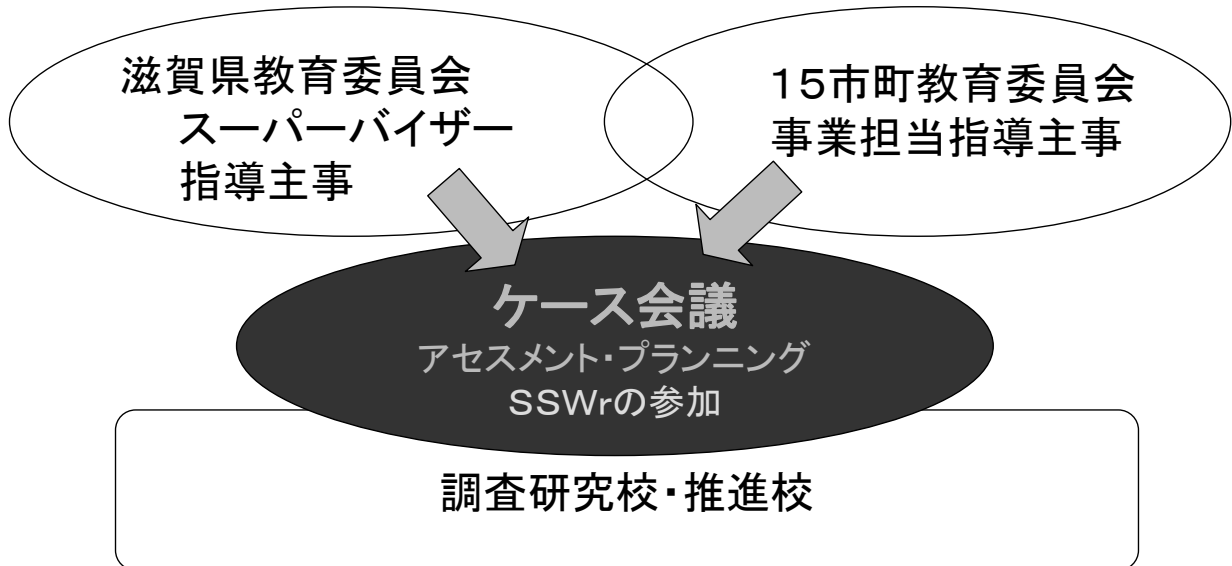 滋賀県教育委員会
スーパーバイザー
指導主事
15市町教育委員会
事業担当指導主事
ケース会議
アセスメント・プランニング
SSWrの参加
調査研究校・推進校